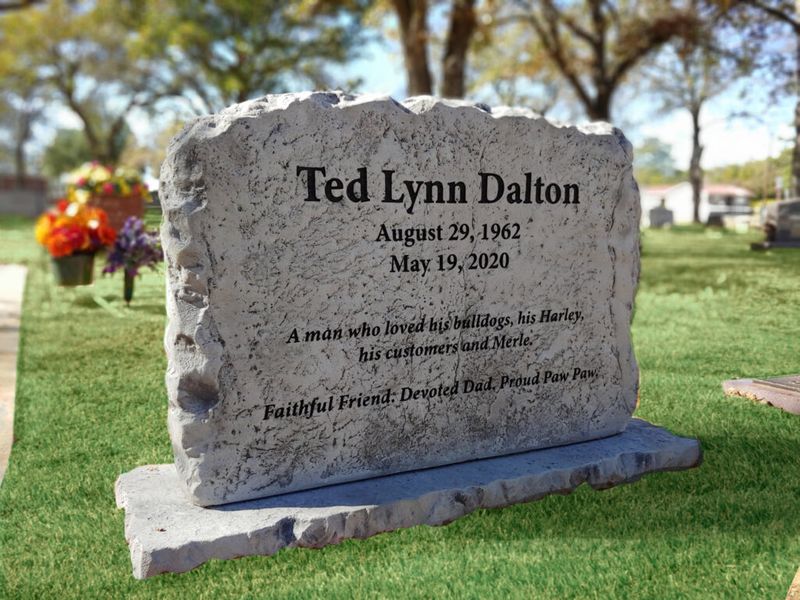 Ted Lynn Dalton
August 29, 1962
May 19, 2020
A man who loved his bulldogs, his Harley,
his customers and Merle.
Faithful Friend. Devoted Dad. Proud Paw Paw.